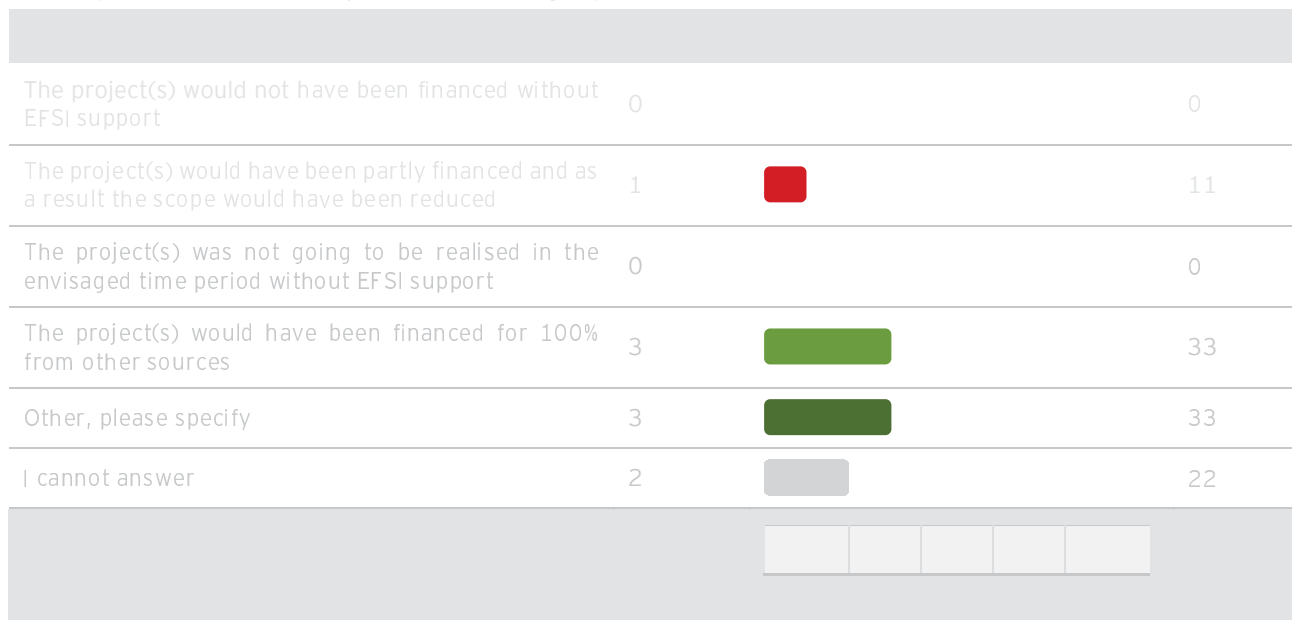 The project(s) would not have been financed without
EFSI support
0
0
The project(s) would have been partly financed and as
a result the scope would have been reduced
1
11
The project(s) was not going to be realised in the
envisaged time period without EFSI support
0
0
The project(s) would have been financed for 100%
from other sources
3
33
Other, please specify
3
33
I cannot answer
2
22